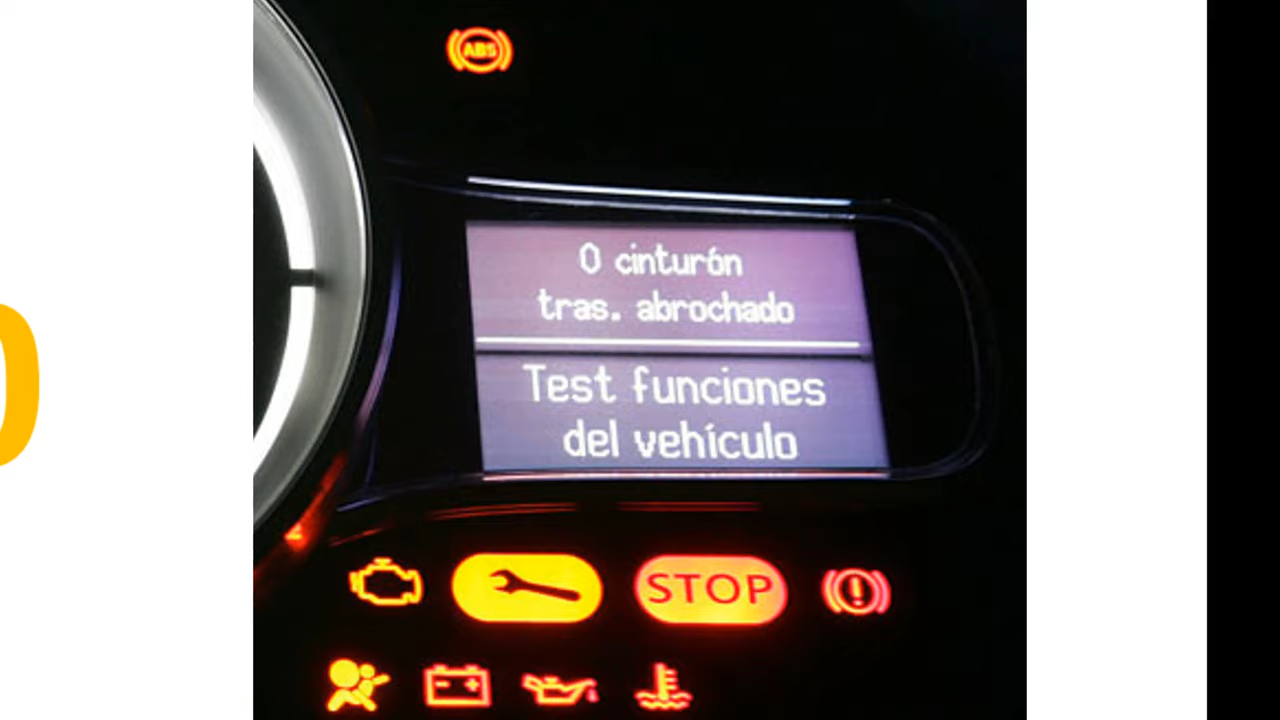 ABS
0 cinturón
tras. abrochado
Test funciones
del vehículo
STOP